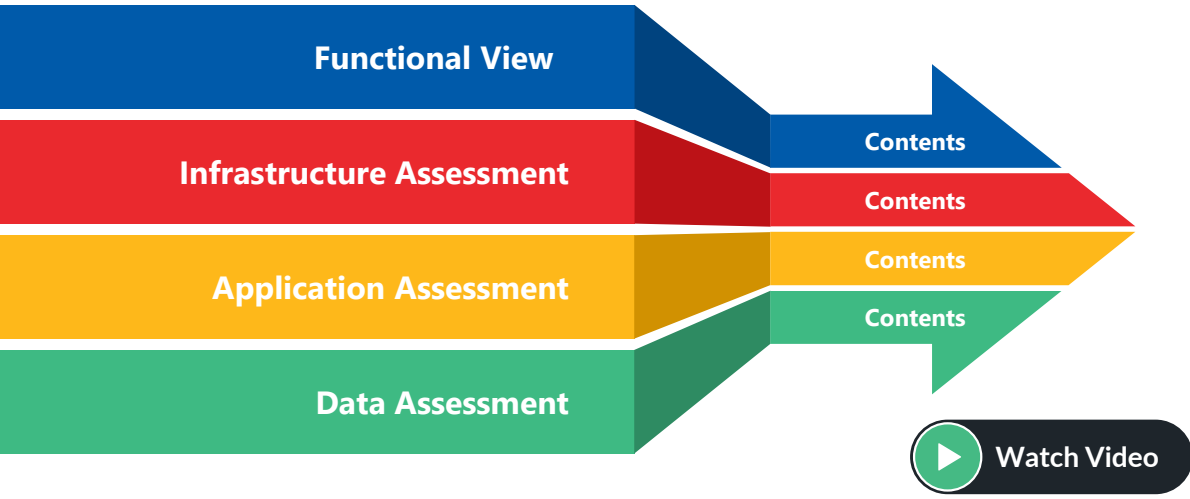 Functional View
Contents
Infrastructure Assessment
Contents
Application Assessment
Contents
Data Assessment
Contents
Watch Video